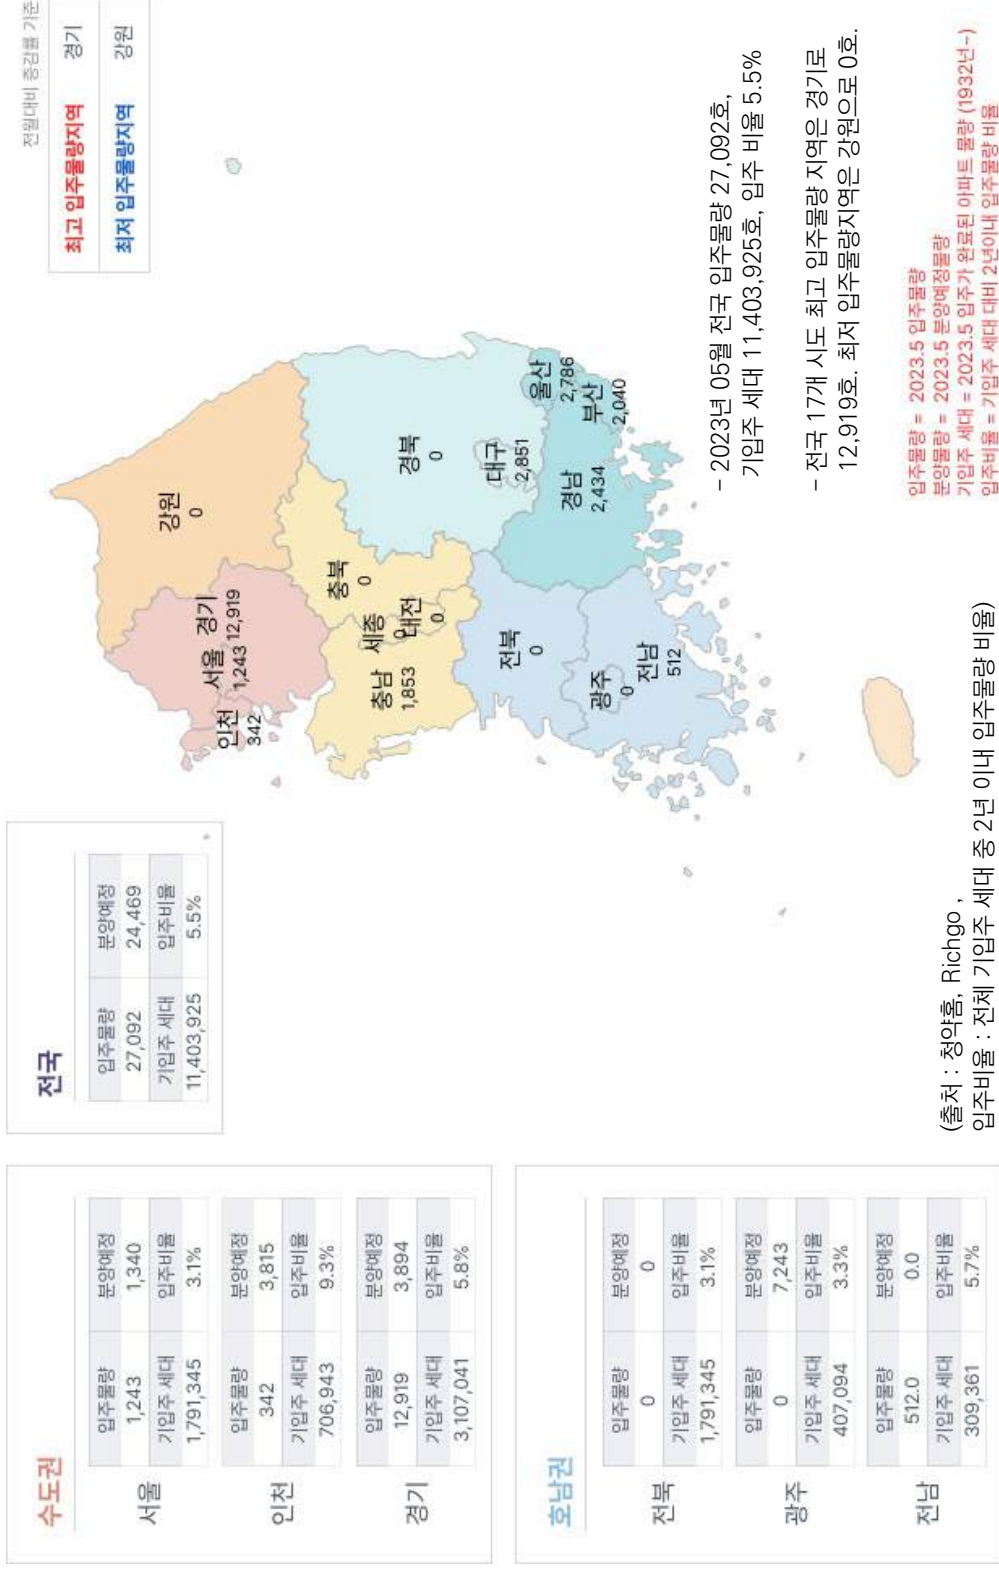 전월대비 증감률 기준
최고 입주물량지역 경기
최저 입주물량지역 강원
전국
입주물량 분양예정
27,092 24,469
기입주 세대 입주비율
11,403,925 5.5%
수도권
서울
입주물량 분양예정
1,243 1,340
기입주 세대 입주비율
1,791,345 3.1%
인천
입주물량 분양예정
342 3,815
기입주 세대 입주비율
706,943 9.3%
경기
입주물량 분양예정
12,919 3,894
기입주 세대 입주비율
3,107,041 5.8%
호남권
전북
입주물량 분양예정
0 0
기입주 세대 입주비율
1,791,345 3.1%
광주
입주물량 분양예정
0 7,243
기입주 세대 입주비율
407,094 3.3%
전남
입주물량 분양예정
512.0 0.0
기입주 세대 입주비율
309,361 5.7%
강원
0
경기
12,919
서울
1,243
인천
342
충북
0
세종
0
대전
0
충남
1,853
경북
0
대구
2,851
울산
2,786
부산
2,040
경남
2,434
전북
0
광주
0
전남
512
- 2023년 05월 전국 입주물량 27,092호,
기입주 세대 11,403,925호, 입주 비율 5.5%
- 전국 17개 시도 최고 입주물량 지역은 경기로
12,919호. 최저 입주물량지역은 강원으로 0호.
입주물량 = 2023.5 입주물량
분양물량 = 2023.5 분양예정물량
기입주 세대 = 2023.5 입주가 완료된 아파트 물량 (1932년~)
입주비율 = 기입주 세대 대비 2년이내 입주물량 비율
(출처 : 청약홈, Richgo ,
입주비율 : 전체 기입주 세대 중 2년 이내 입주물량 비율)